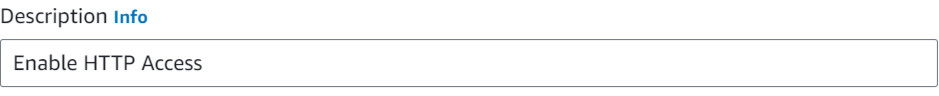 Description Info
Enable HTTP Access